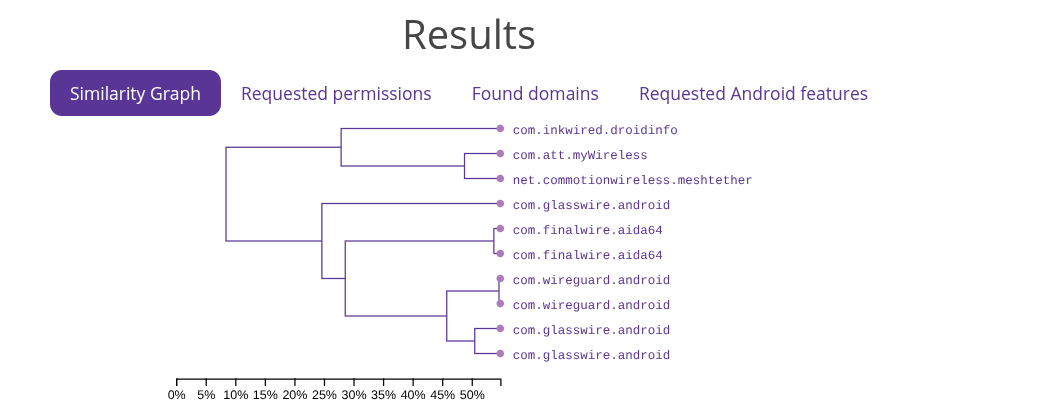 Results
Similarity Graph Requested permissions Found domains Requested Android features
com.inkwired.droidinfo
com.att.myWireless
net.commotionwireless.meshtether
com.glasswire.android
com.finalwire.aida64
com.finalwire.aida64
com.wireguard.android
com.wireguard.android
com.glasswire.android
com.glasswire.android
0% 5% 10% 15% 20% 25% 30% 35% 40% 45% 50%